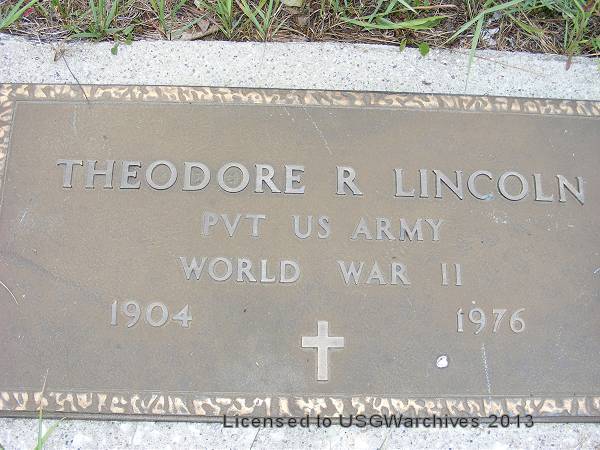 THEODORE R LINCOLN
PVT US ARMY
WORLD WAR II
1904 1976
Licensed to USGWarchives 2013